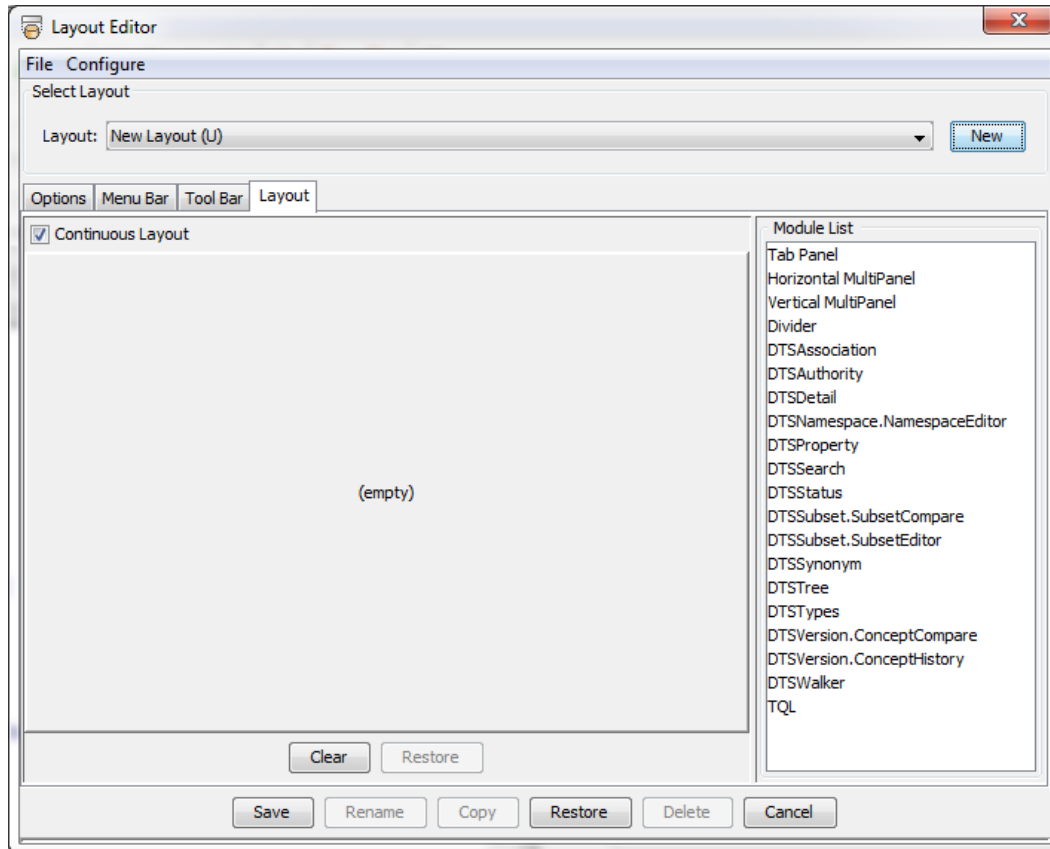 Layout Editor
File Configure
Select Layout
Layout: New Layout (U) New
Options Menu Bar Tool Bar Layout
Continuous Layout
(empty)
Clear Restore
Module List
Tab Panel
Horizontal MultiPanel
Vertical MultiPanel
Divider
DTSAssociation
DTSAuthority
DTSDetail
DTSNamespace.NamespaceEditor
DTSProperty
DTSSearch
DTSStatus
DTSSubset.SubsetCompare
DTSSubset.SubsetEditor
DTSSynonym
DTSTree
DTSTypes
DTSVersion.ConceptCompare
DTSVersion.ConceptHistory
DTSWalker
TQL
Save Rename Copy Restore Delete Cancel